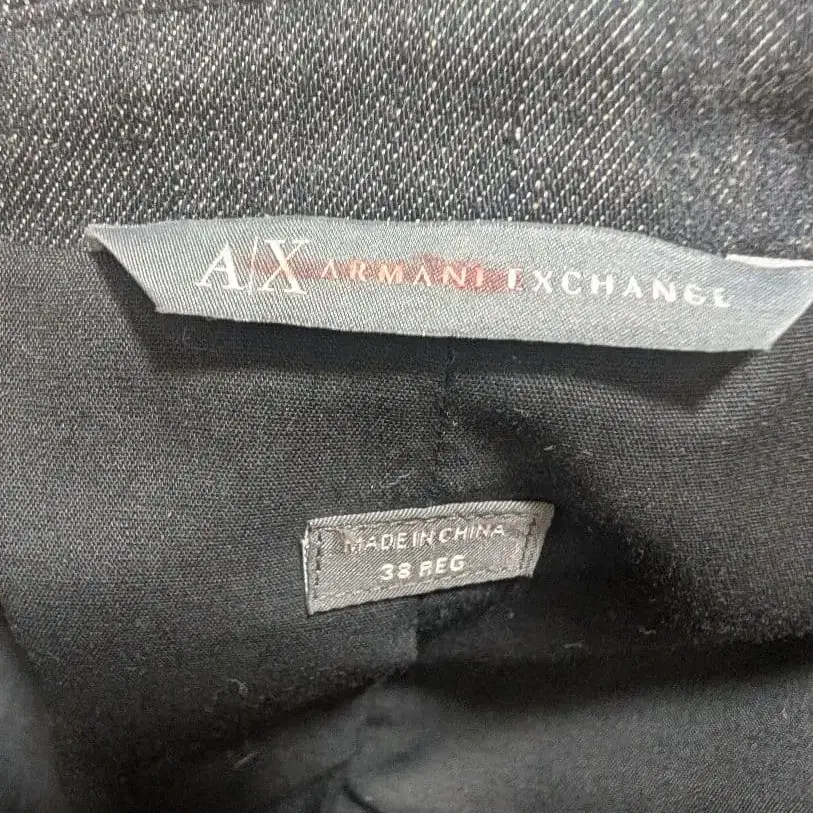 A|X ARMANI EXCHANGE
MADE IN CHINA
38 REG